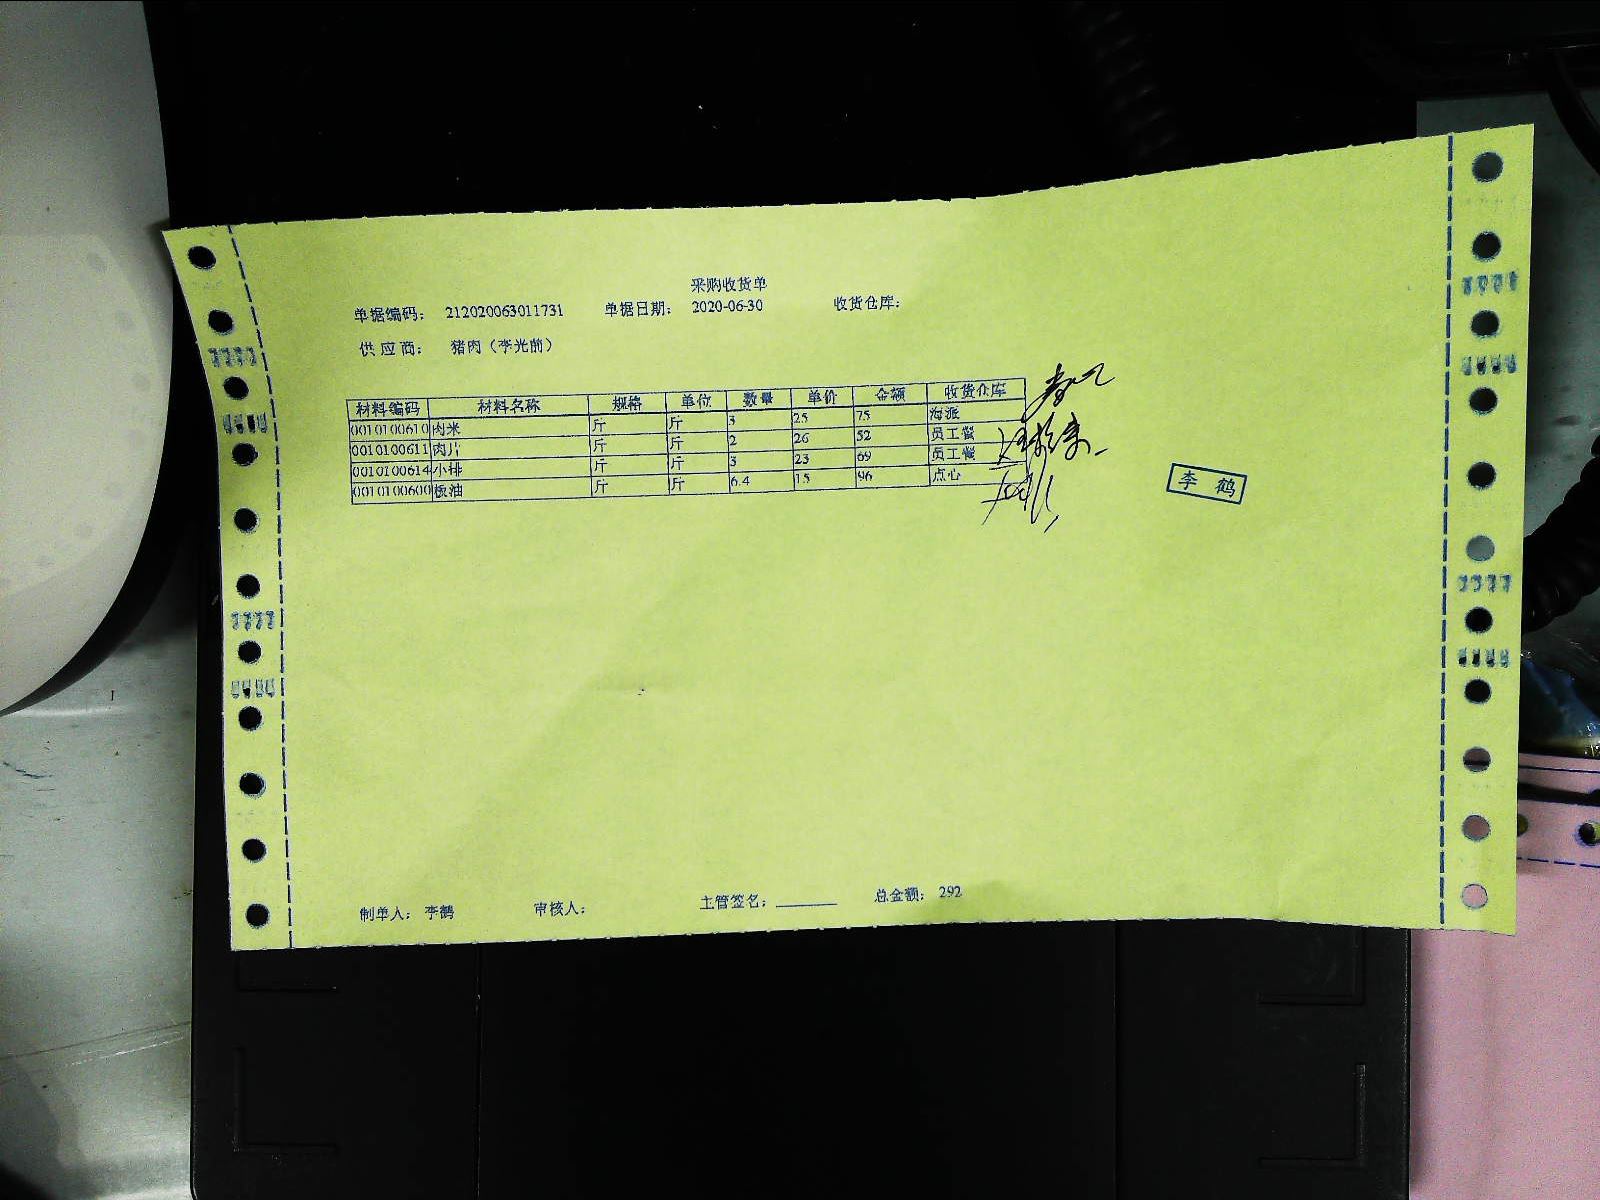 采购收货单
单据编码： 212020063011731 单据日期： 2020-06-30 收货仓库：
供 应 商： 猪肉（李光前）
材料编码 材料名称 规格 单位 数量 单价 金额 收货仓库
0010100610 肉米 斤 斤 3 25 75 海派
0010100611 肉片 斤 斤 2 26 52 员工餐
0010100614 小排 斤 斤 3 23 69 员工餐
0010100600 板油 斤 斤 6.4 15 96 点心
李 鹤
制单人： 李鹤 审核人： 主管签名：________ 总金额： 292